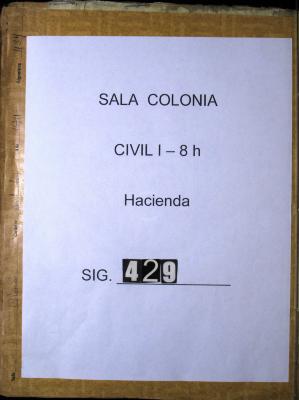 SALA COLONIA
CIVIL I – 8 h
Hacienda
SIG. 429